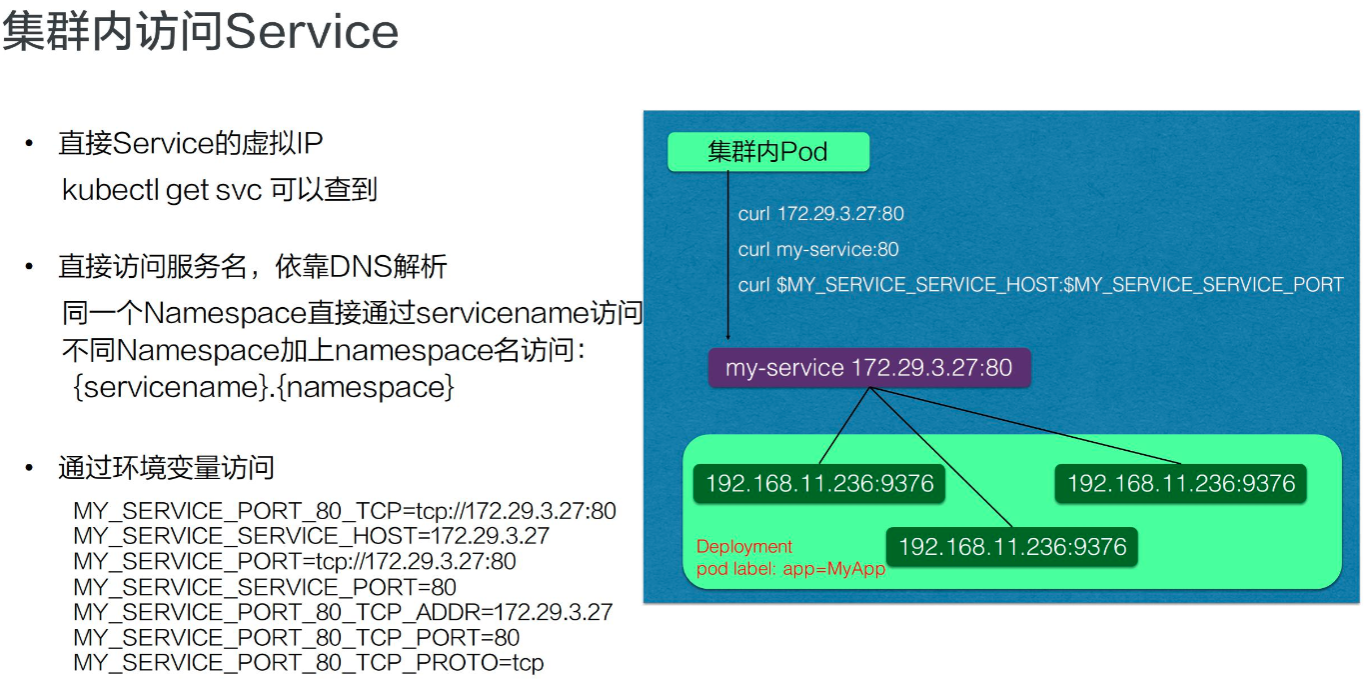 集群内访问Service
• 直接Service的虚拟IP
kubectl get svc 可以查到
• 直接访问服务名，依靠DNS解析
同一个Namespace直接通过servicename访问
不同Namespace加上namespace名访问：
{servicename}.{namespace}
• 通过环境变量访问
MY_SERVICE_PORT_80_TCP=tcp://172.29.3.27:80
MY_SERVICE_SERVICE_HOST=172.29.3.27
MY_SERVICE_PORT=tcp://172.29.3.27:80
MY_SERVICE_SERVICE_PORT=80
MY_SERVICE_PORT_80_TCP_ADDR=172.29.3.27
MY_SERVICE_PORT_80_TCP_PORT=80
MY_SERVICE_PORT_80_TCP_PROTO=tcp
集群内Pod
curl 172.29.3.27:80
curl my-service:80
curl $MY_SERVICE_SERVICE_HOST:$MY_SERVICE_SERVICE_PORT
my-service 172.29.3.27:80
192.168.11.236:9376
192.168.11.236:9376
192.168.11.236:9376
Deployment
pod label: app=MyApp